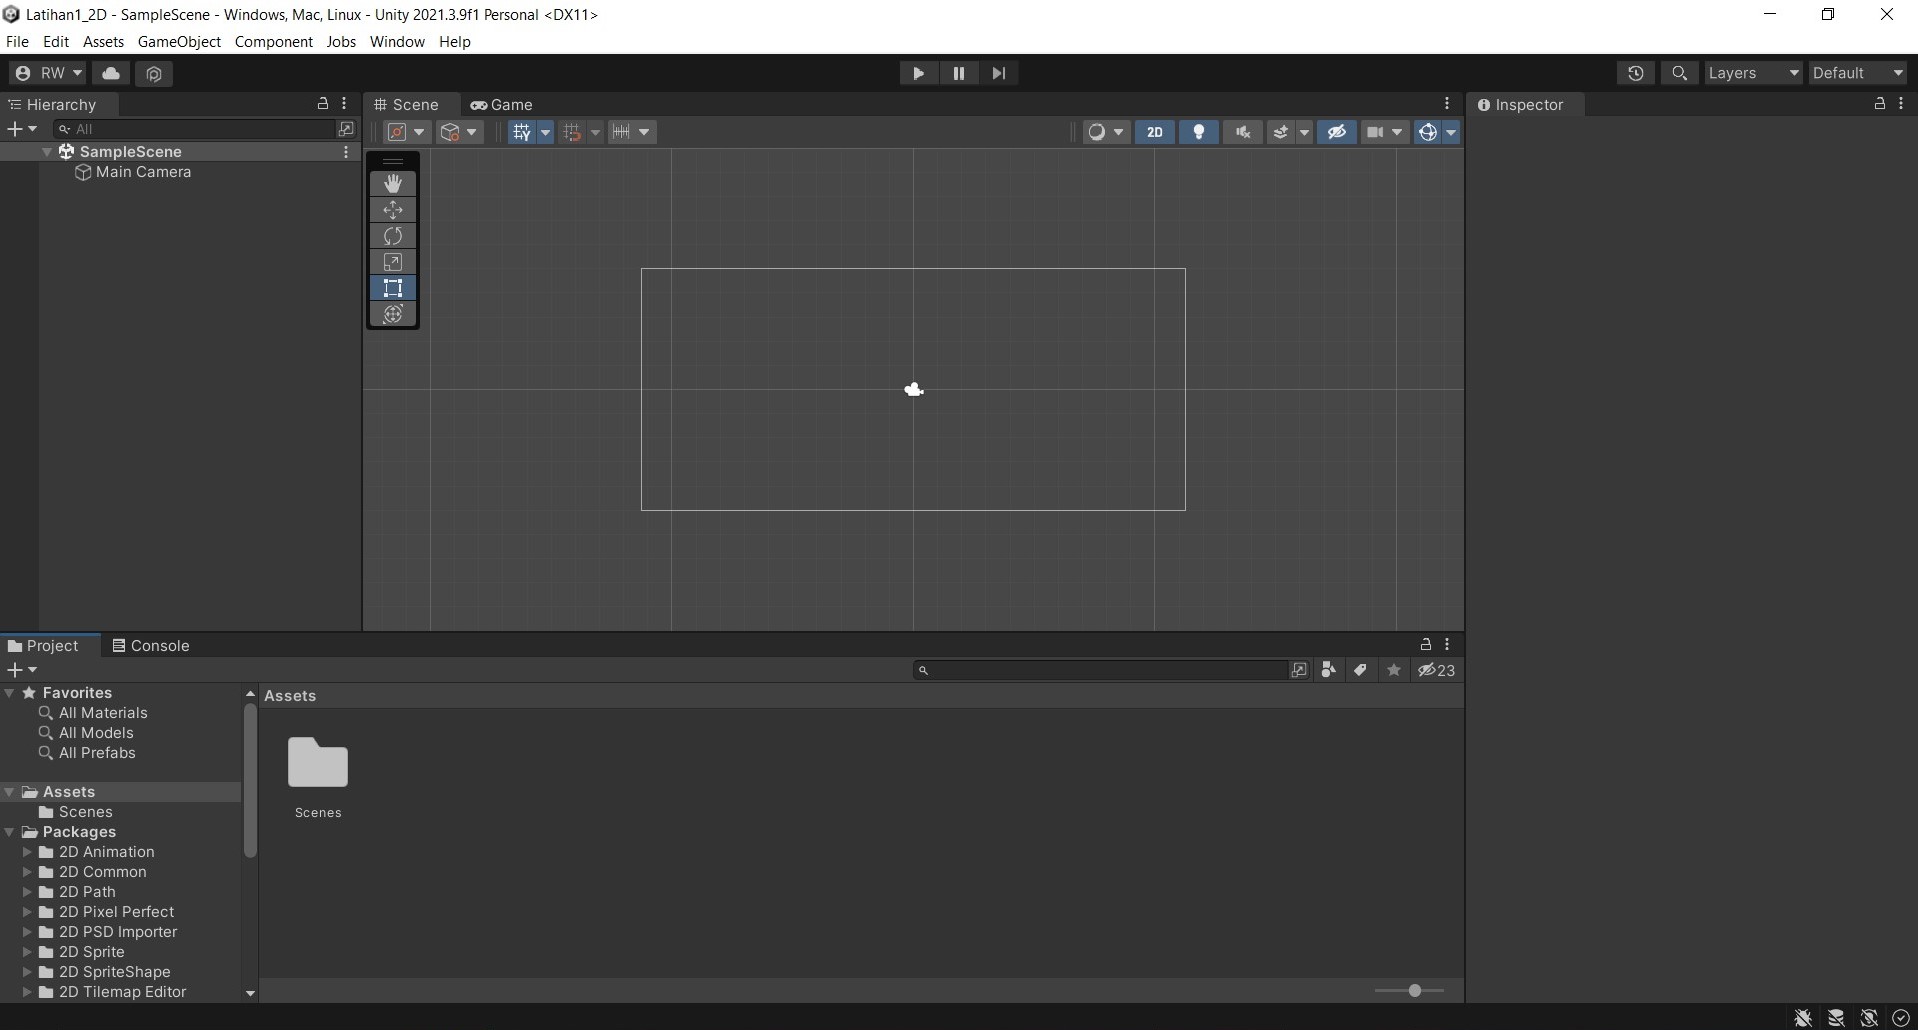 Latihan1_2D - SampleScene - Windows, Mac, Linux - Unity 2021.3.9f1 Personal <DX11>
File Edit Assets GameObject Component Jobs Window Help
RW Layers Default
Hierarchy Scene Game Inspector
All 2D
SampleScene
Main Camera
Project Console
23
Favorites Assets
All Materials
All Models
All Prefabs
Assets
Scenes Scenes
Packages
2D Animation
2D Common
2D Path
2D Pixel Perfect
2D PSD Importer
2D Sprite
2D SpriteShape
2D Tilemap Editor